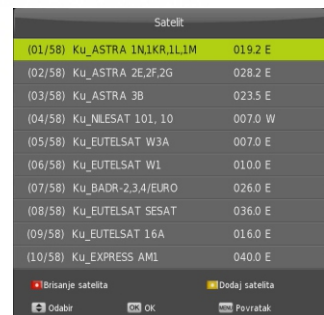 Satelit
(01/58) Ku_ASTRA 1N,1KR,1L,1M 019.2 E
(02/58) Ku_ASTRA 2E,2F,2G 028.2 E
(03/58) Ku_ASTRA 3B 023.5 E
(04/58) Ku_NILESAT 101, 10 007.0 W
(05/58) Ku_EUTELSAT W3A 007.0 E
(06/58) Ku_EUTELSAT W1 010.0 E
(07/58) Ku_BADR-2,3,4/EURO 026.0 E
(08/58) Ku_EUTELSAT SESAT 036.0 E
(09/58) Ku_EUTELSAT 16A 016.0 E
(10/58) Ku_EXPRESS AM1 040.0 E
Brisanje satelita Dodaj satelita
Odabir OK OK MENU Povratak